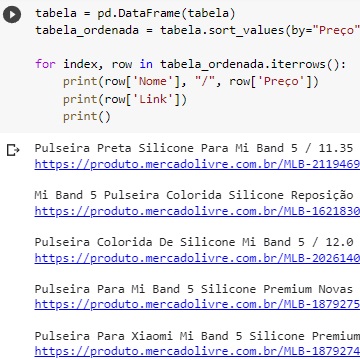 tabela = pd.DataFrame(tabela)
tabela_ordenada = tabela.sort_values(by="Preço"
for index, row in tabela_ordenada.iterrows():
print(row['Nome'], "/", row['Preço'])
print(row['Link'])
print()
Pulseira Preta Silicone Para Mi Band 5 / 11.35
https://produto.mercadolivre.com.br/MLB-2119469
Mi Band 5 Pulseira Colorida Silicone Reposição
https://produto.mercadolivre.com.br/MLB-1621830
Pulseira Colorida De Silicone Mi Band 5 / 12.0
https://produto.mercadolivre.com.br/MLB-2026140
Pulseira Para Mi Band 5 Silicone Premium Novas
https://produto.mercadolivre.com.br/MLB-1879275
Pulseira Para Xiaomi Mi Band 5 Silicone Premium
https://produto.mercadolivre.com.br/MLB-1879274